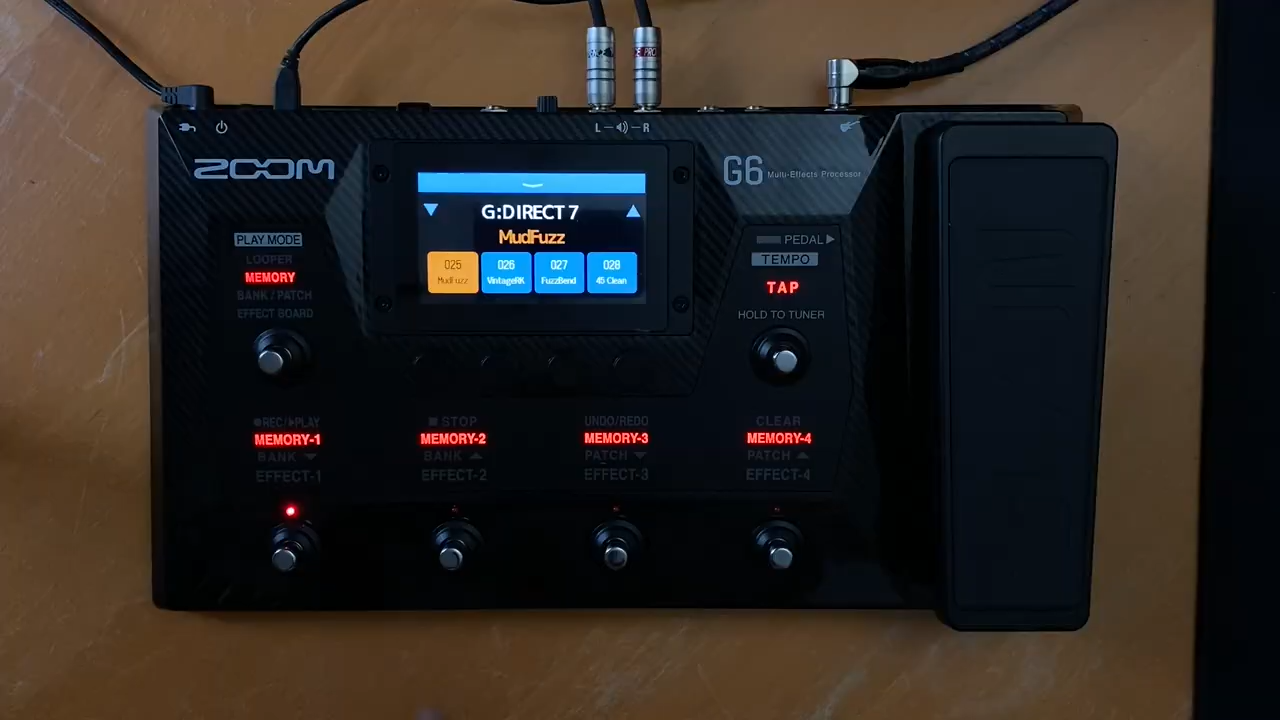 L R
ZOOM
G6 Multi-Effects Processor
G:DIRECT 7
MudFuzz
025 026 027 028
MudFuzz VintageRK FuzzBend 45 Clean
PLAY MODE
LOOPER
MEMORY
BANK / PATCH
EFFECT BOARD
PEDAL
TEMPO
TAP
HOLD TO TUNER
REC/PLAY STOP UNDO/REDO CLEAR
MEMORY-1 MEMORY-2 MEMORY-3 MEMORY-4
BANK BANK PATCH PATCH
EFFECT-1 EFFECT-2 EFFECT-3 EFFECT-4